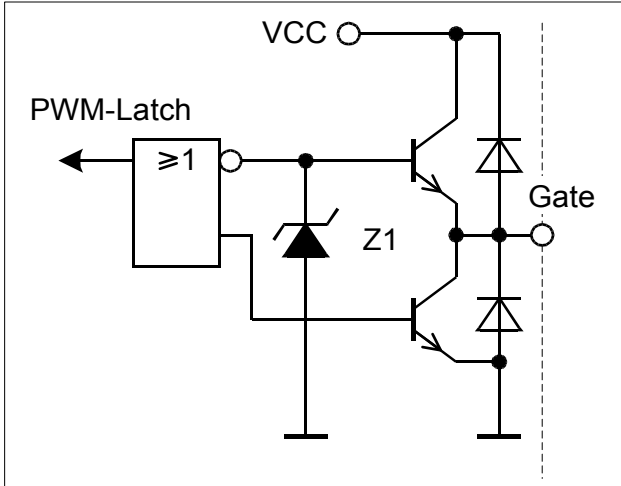 VCC
PWM-Latch
⩾1
Gate
Z1